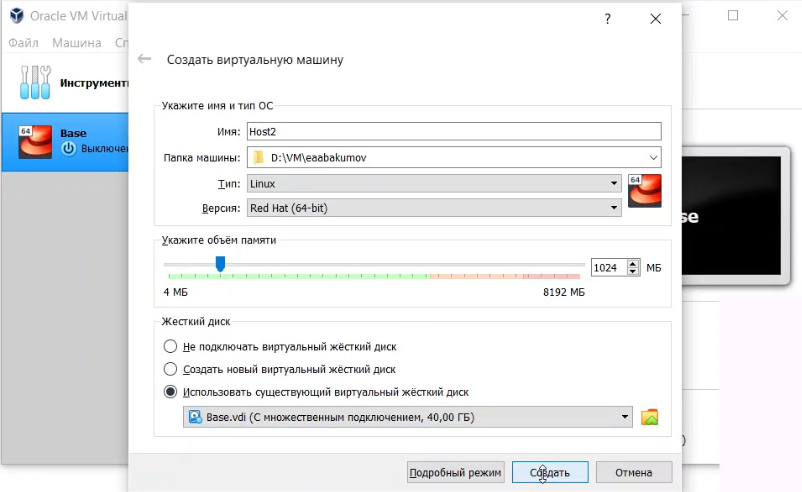 Oracle VM Virtual
Файл Машина
Инструмент
64
Base
Выключен
?
Создать виртуальную машину
Укажите имя и тип ОС
Имя: Host2
Папка машины: D:\VM\eaabakumov
Тип: Linux
64
Версия: Red Hat (64-bit)
Укажите объём памяти
1024 МБ
4 МБ 8192 МБ
Жесткий диск
Не подключать виртуальный жёсткий диск
Создать новый виртуальный жёсткий диск
Использовать существующий виртуальный жёсткий диск
Base.vdi (С множественным подключением, 40,00 ГБ)
Подробный режим Создать Отмена